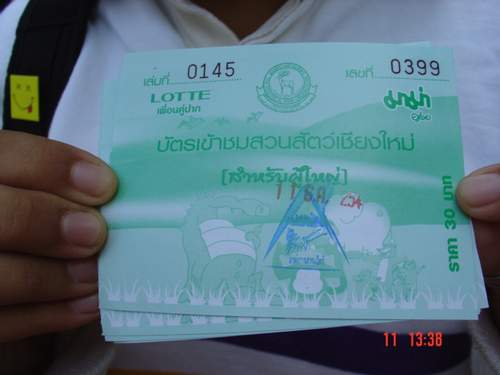 เล่มที่ 0145
เลขที่ 0399
LOTTE
เพื่อนคู่ปาก
มาม่า
บัตรเข้าชมสวนสัตว์เชียงใหม่
(สำหรับผู้ใหญ่)
ราคา 30 บาท
11 13:38